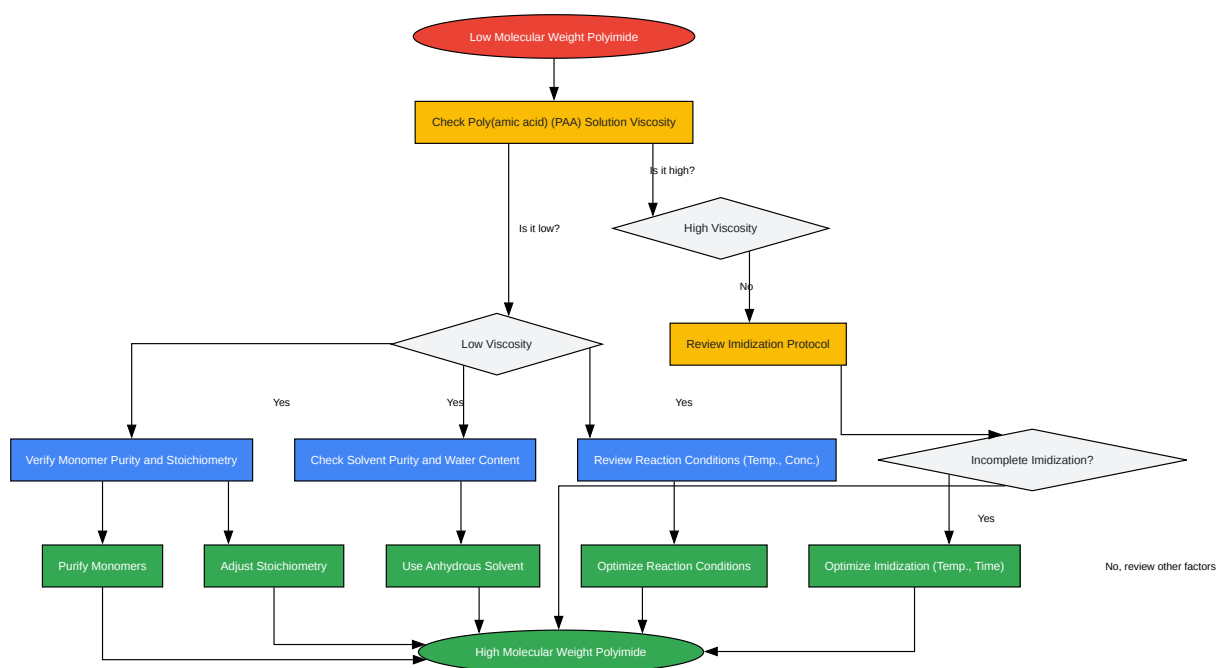 Low Molecular Weight Polyimide
Check Poly(amic acid) (PAA) Solution Viscosity
Is it high?
Is it low?
High Viscosity
No
Low Viscosity
Review Imidization Protocol
Yes
Yes
Yes
Verify Monomer Purity and Stoichiometry
Check Solvent Purity and Water Content
Review Reaction Conditions (Temp., Conc.)
Incomplete Imidization?
Yes
Purify Monomers
Adjust Stoichiometry
Use Anhydrous Solvent
Optimize Reaction Conditions
Optimize Imidization (Temp., Time)
No, review other factors
High Molecular Weight Polyimide